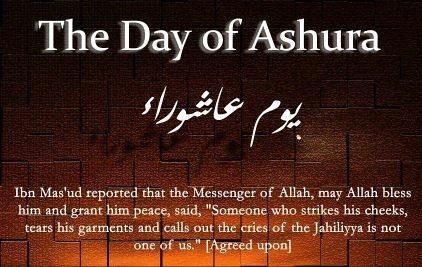 The Day of Ashura
يوم عاشوراء
Ibn Mas'ud reported that the Messenger of Allah, may Allah bless
him and grant him peace, said, "Someone who strikes his cheeks,
tears his garments and calls out the cries of the Jahiliyya is not
one of us." [Agreed upon]